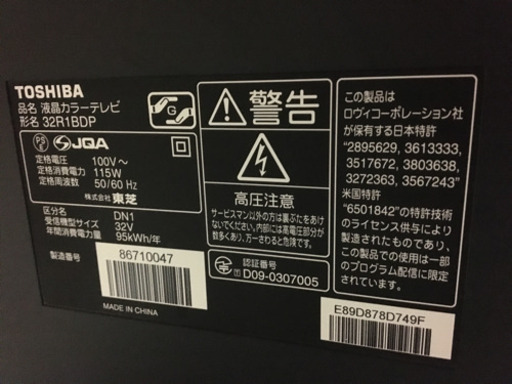 TOSHIBA
品名 液晶カラーテレビ
形名 32R1BDP
PS E JQA
定格電圧 100V～
定格消費電力 115W
定格周波数 50/60 Hz
株式会社 東芝
区分名 DN1
受信機型サイズ 32V
年間消費電力量 95kWh/年
製造番号
86710047
MADE IN CHINA
G
警告
高圧注意
サービスマン以外の方は裏ぶたをあけ
ないでください。内部には高電圧部分が
数多くあり、万一さわると危険です。
認証番号
D09-0307005
この製品は
ロヴィコーポレーション社
が保有する日本特許
"2895629, 3613333,
3517672, 3803638,
3272363, 3567243"
米国特許
"6501842"の特許技術
のライセンス供与により
製造されました。
この製品での使用は一部の
プログラム配信に限定
されます。
E89D878D749F